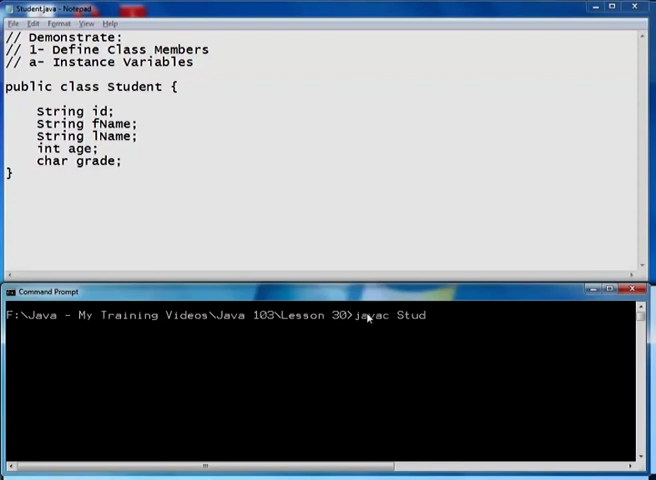 Student.java - Notepad
File Edit Format View Help
// Demonstrate:
// 1- Define Class Members
// a- Instance Variables
public class Student {
String id;
String fName;
String lName;
int age;
char grade;
}
Command Prompt
F:\Java - My Training Videos\Java 103\Lesson 30>javac Stud